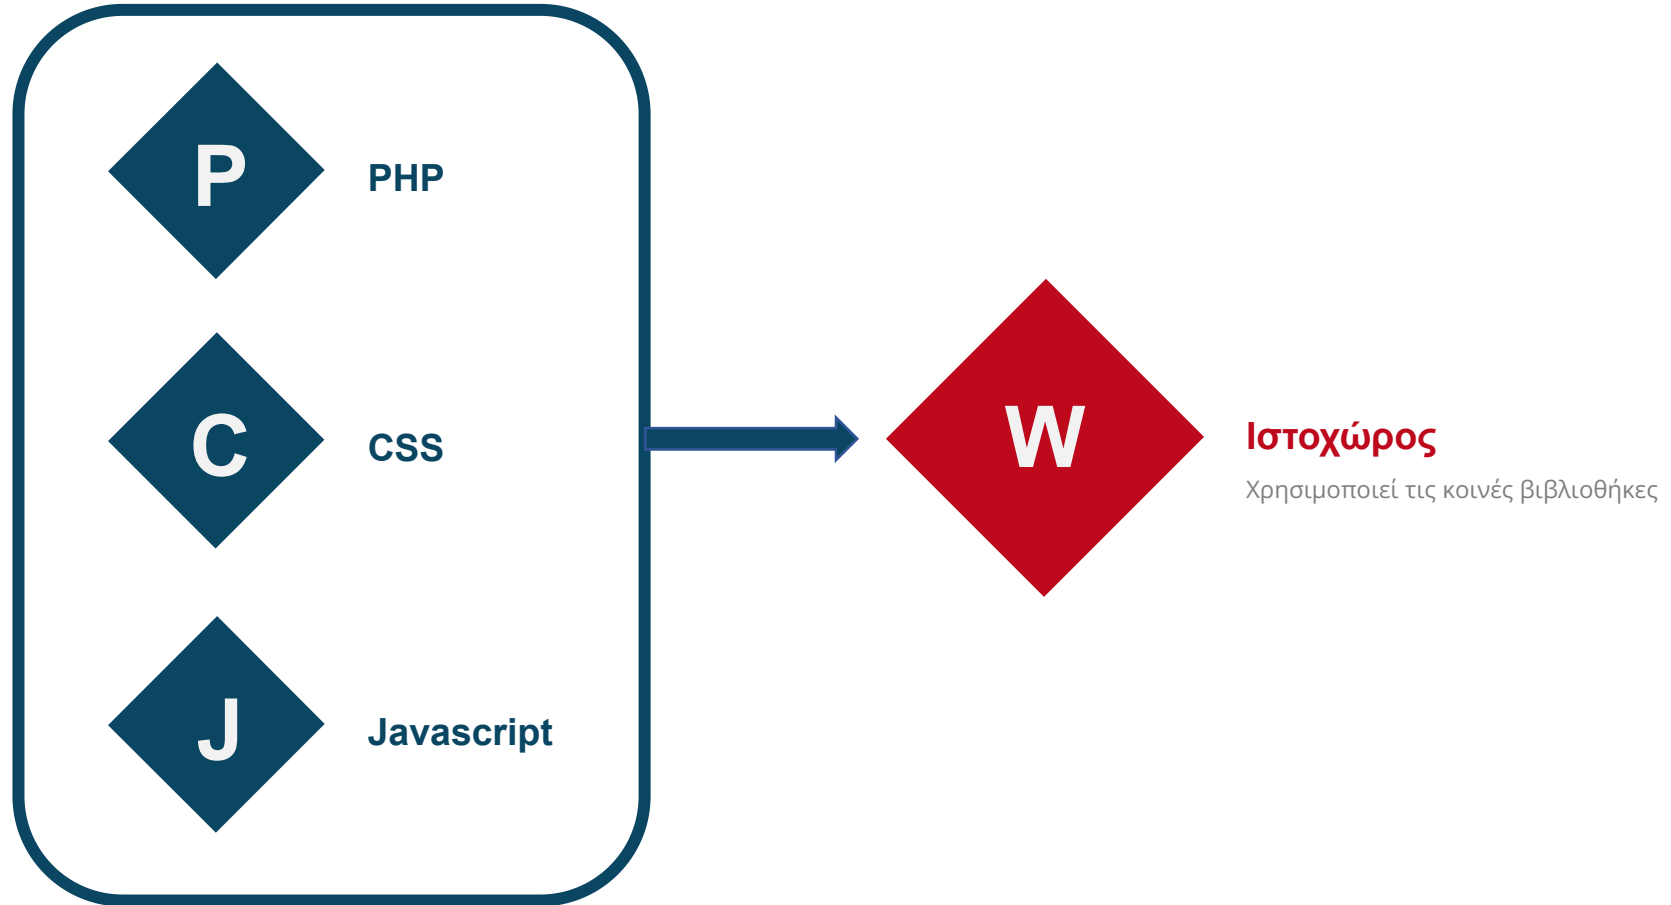 P
PHP
C
CSS
J
Javascript
W
Ιστοχώρος
Χρησιμοποιεί τις κοινές βιβλιοθήκες